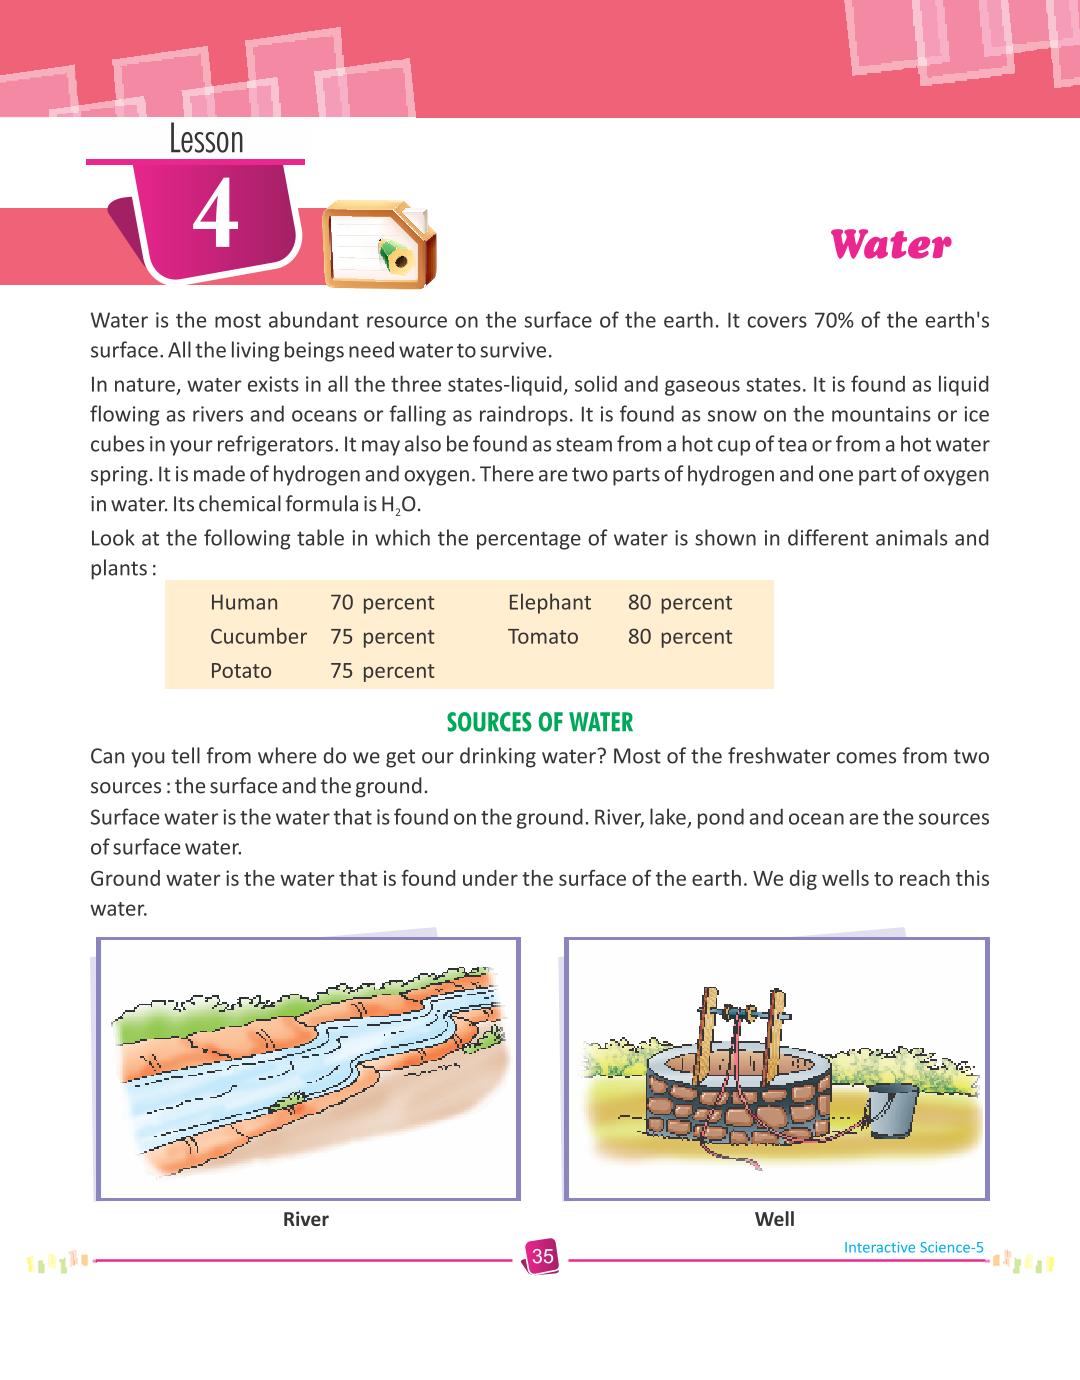 Lesson
4
Water
Water is the most abundant resource on the surface of the earth. It covers 70% of the earth's
surface. All the living beings need water to survive.
In nature, water exists in all the three states-liquid, solid and gaseous states. It is found as liquid
flowing as rivers and oceans or falling as raindrops. It is found as snow on the mountains or ice
cubes in your refrigerators. It may also be found as steam from a hot cup of tea or from a hot water
spring. It is made of hydrogen and oxygen. There are two parts of hydrogen and one part of oxygen
in water. Its chemical formula is H₂O.
Look at the following table in which the percentage of water is shown in different animals and
plants :
Human 70 percent Elephant 80 percent
Cucumber 75 percent Tomato 80 percent
Potato 75 percent
SOURCES OF WATER
Can you tell from where do we get our drinking water? Most of the freshwater comes from two
sources : the surface and the ground.
Surface water is the water that is found on the ground. River, lake, pond and ocean are the sources
of surface water.
Ground water is the water that is found under the surface of the earth. We dig wells to reach this
water.
River Well
Interactive Science-5
35